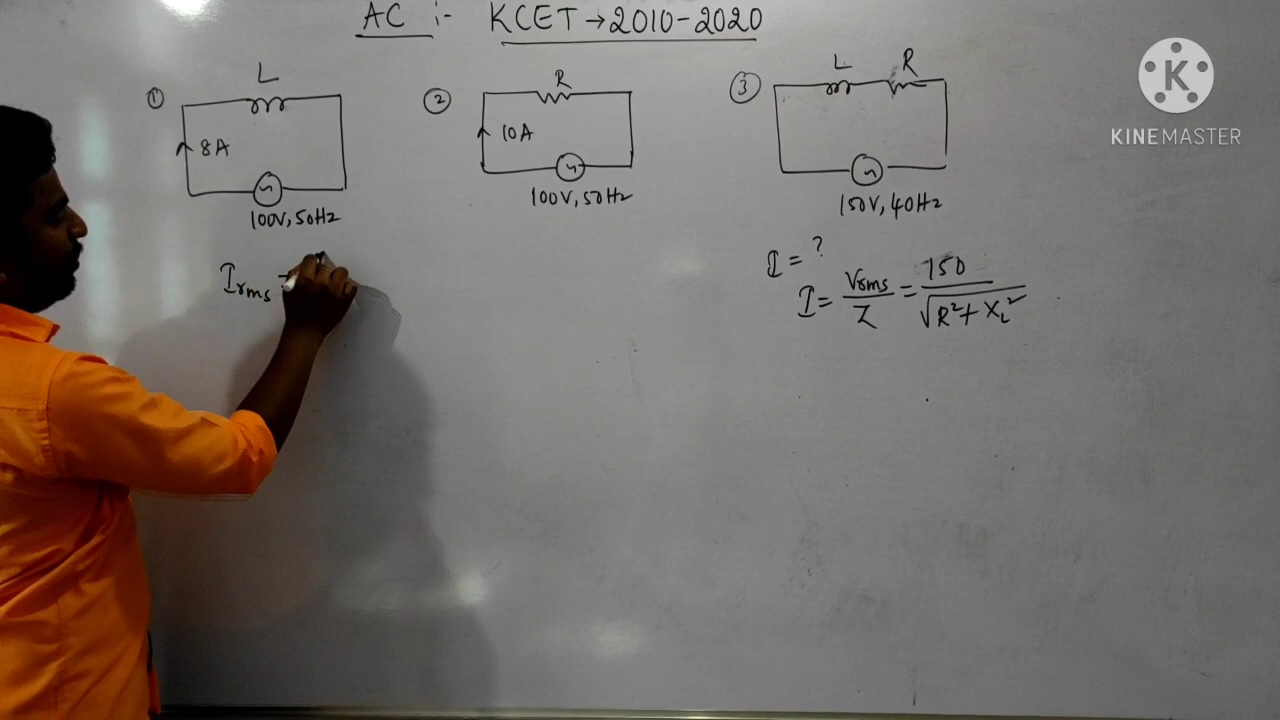 AC :- KCET → 2010-2020
① L
8A
100V, 50Hz
Irms =
② R
10A
100V, 50Hz
③ L R
150V, 40Hz
I = ?
I = Vrms/Z = 150/√R²+XL²
K
KINEMASTER